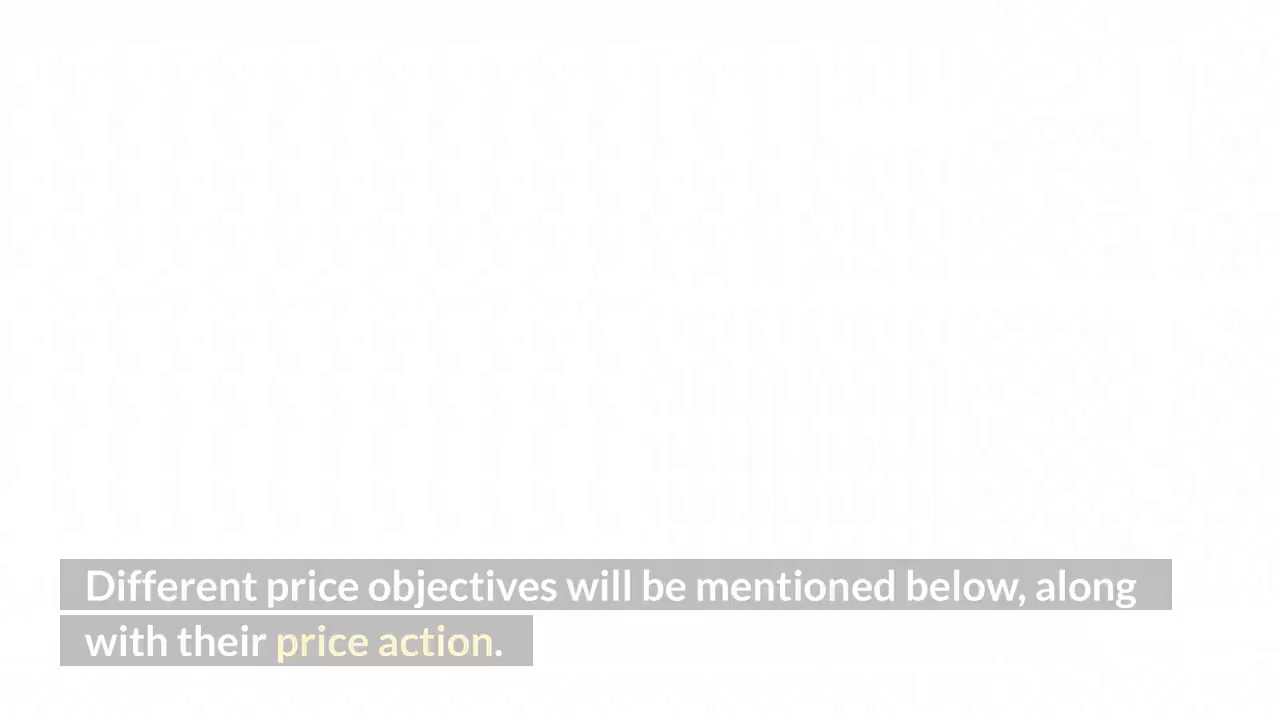 Different price objectives will be mentioned below, along
with their price action.